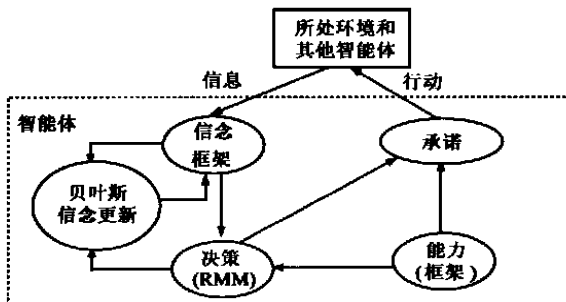 所处环境和
其他智能体
信息
行动
智能体
信念
框架
承诺
贝叶斯
信念更新
决策
(RMM)
能力
(框架)